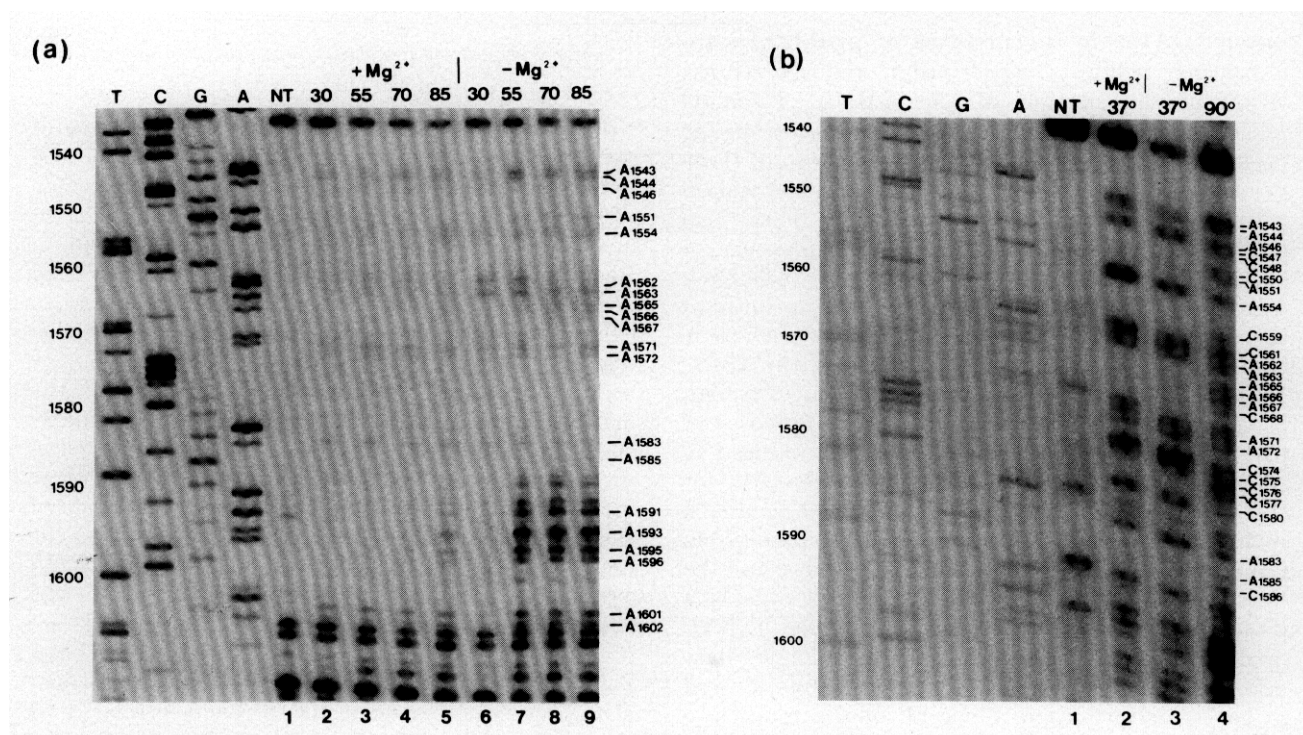 (a)
+Mg²⁺ | −Mg²⁺
T C G A NT 30 55 70 85 30 55 70 85
1540
1550
1560
1570
1580
1590
1600
A1543
A1544
A1546
A1551
A1554
A1562
A1563
A1565
A1566
A1567
A1571
A1572
A1583
A1585
A1591
A1593
A1595
A1596
A1601
A1602
1 2 3 4 5 6 7 8 9
(b)
+Mg²⁺ | −Mg²⁺
T C G A NT 37° 37° 90°
1540
1550
1560
1570
1580
1590
1600
A1543
A1544
A1546
C1547
C1548
C1550
A1551
A1554
C1559
C1561
A1562
A1563
A1565
A1566
A1567
C1568
A1571
A1572
C1574
C1575
C1576
C1577
C1580
A1583
A1585
C1586
1 2 3 4